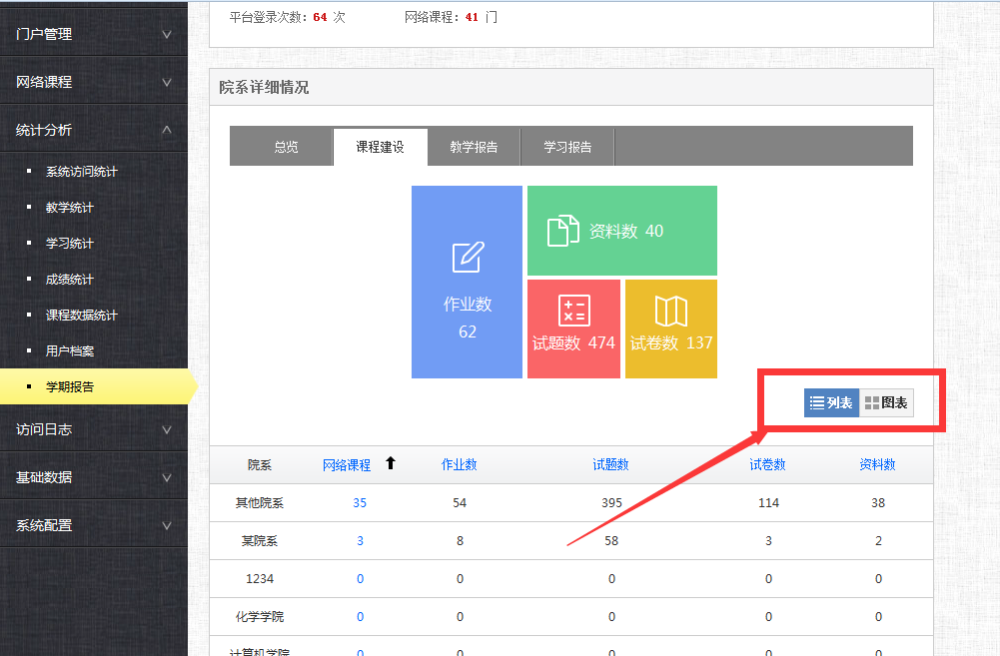 平台登录次数：64 次 网络课程：41 门
门户管理
网络课程
统计分析
系统访问统计
教学统计
学习统计
成绩统计
课程数据统计
用户档案
学期报告
访问日志
基础数据
系统配置
院系详细情况
总览 课程建设 教学报告 学习报告
作业数
62
资料数 40
试题数 474
试卷数 137
列表 图表
院系 网络课程 作业数 试题数 试卷数 资料数
其他院系 35 54 395 114 38
某院系 3 8 58 3 2
1234 0 0 0 0 0
化学学院 0 0 0 0 0
计算机学院 0 0 0 0 0